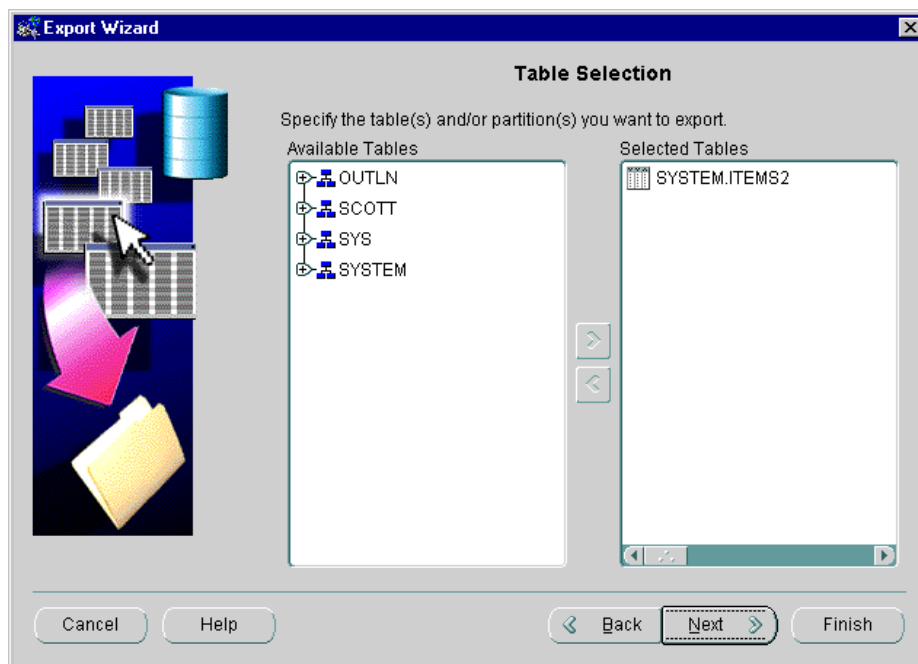 Export Wizard
Table Selection
Specify the table(s) and/or partition(s) you want to export.
Available Tables
Selected Tables
OUTLN
SCOTT
SYS
SYSTEM
SYSTEM.ITEMS2
Cancel
Help
Back
Next
Finish